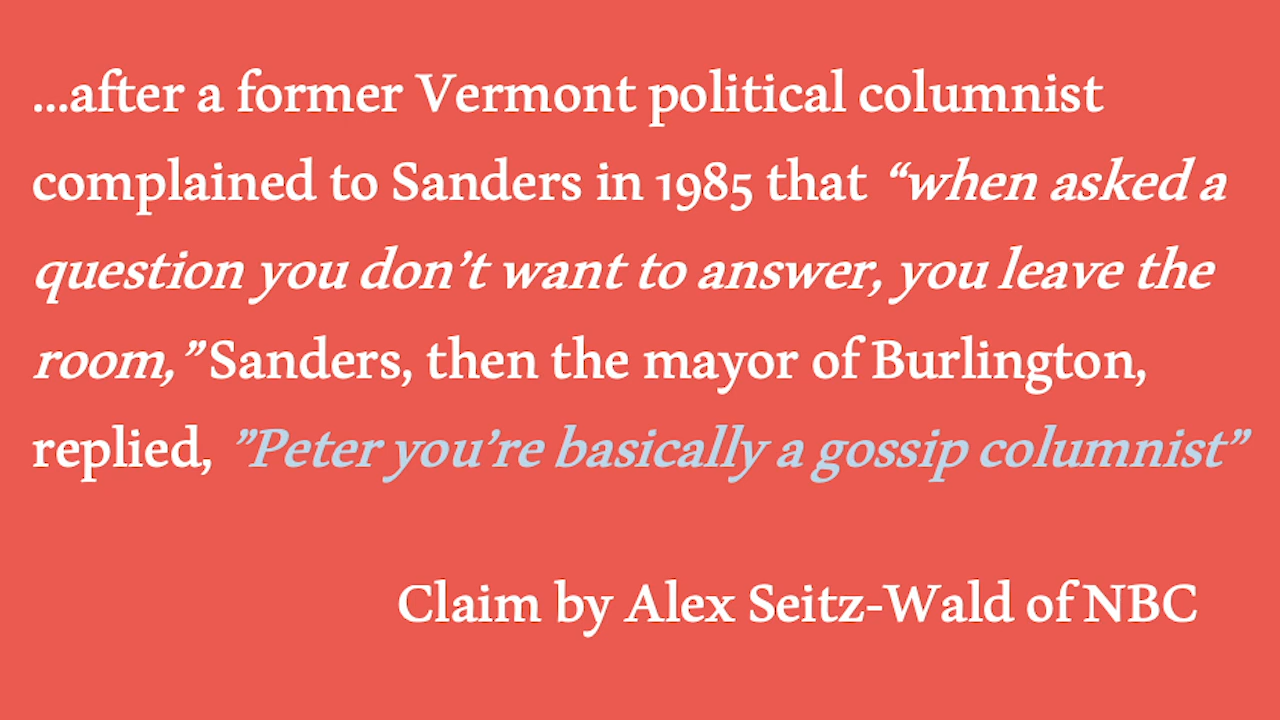 ...after a former Vermont political columnist
complained to Sanders in 1985 that “when asked a
question you don’t want to answer, you leave the
room,” Sanders, then the mayor of Burlington,
replied, ”Peter you’re basically a gossip columnist”
Claim by Alex Seitz-Wald of NBC